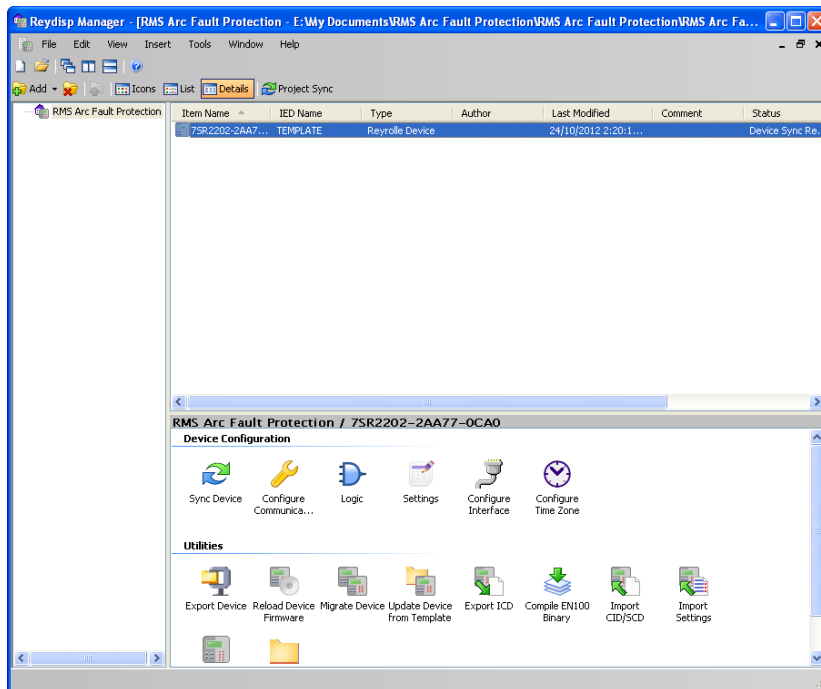 Reydisp Manager - [RMS Arc Fault Protection - E:\My Documents\RMS Arc Fault Protection\RMS Arc Fault Protection\RMS Arc Fa...
File Edit View Insert Tools Window Help
Add Icons List Details Project Sync
RMS Arc Fault Protection
Item Name IED Name Type Author Last Modified Comment Status
7SR2202-2AA7... TEMPLATE Reyrolle Device 24/10/2012 2:20:1... Device Sync Re...
RMS Arc Fault Protection / 7SR2202-2AA77-0CA0
Device Configuration
Sync Device Configure Communica... Logic Settings Configure Interface Configure Time Zone
Utilities
Export Device Reload Device Firmware Migrate Device Update Device from Template Export ICD Compile EN100 Binary Import CID/SCD Import Settings